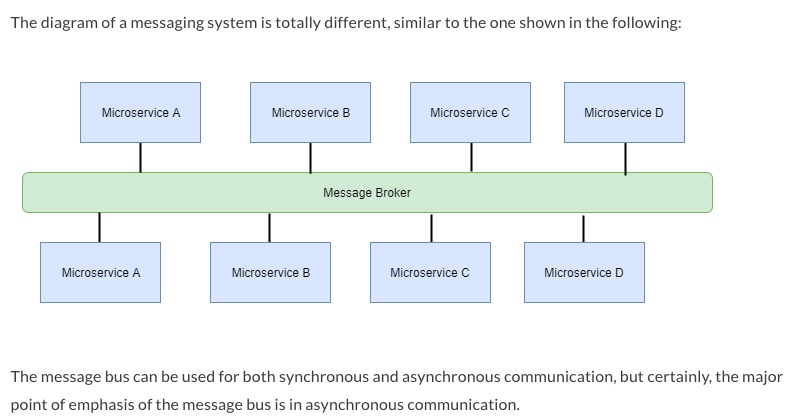 The diagram of a messaging system is totally different, similar to the one shown in the following:
Microservice A
Microservice B
Microservice C
Microservice D
Message Broker
Microservice A
Microservice B
Microservice C
Microservice D
The message bus can be used for both synchronous and asynchronous communication, but certainly, the major
point of emphasis of the message bus is in asynchronous communication.